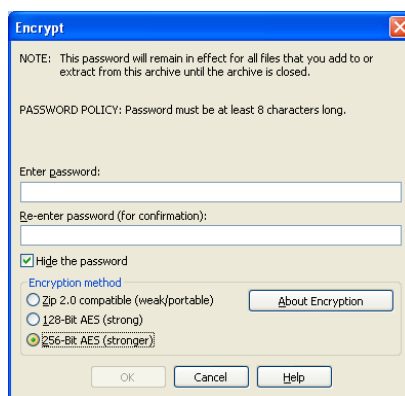 Encrypt
NOTE: This password will remain in effect for all files that you add to or
extract from this archive until the archive is closed.
PASSWORD POLICY: Password must be at least 8 characters long.
Enter password:
Re-enter password (for confirmation):
Hide the password
Encryption method
Zip 2.0 compatible (weak/portable)
About Encryption
128-Bit AES (strong)
256-Bit AES (stronger)
OK Cancel Help